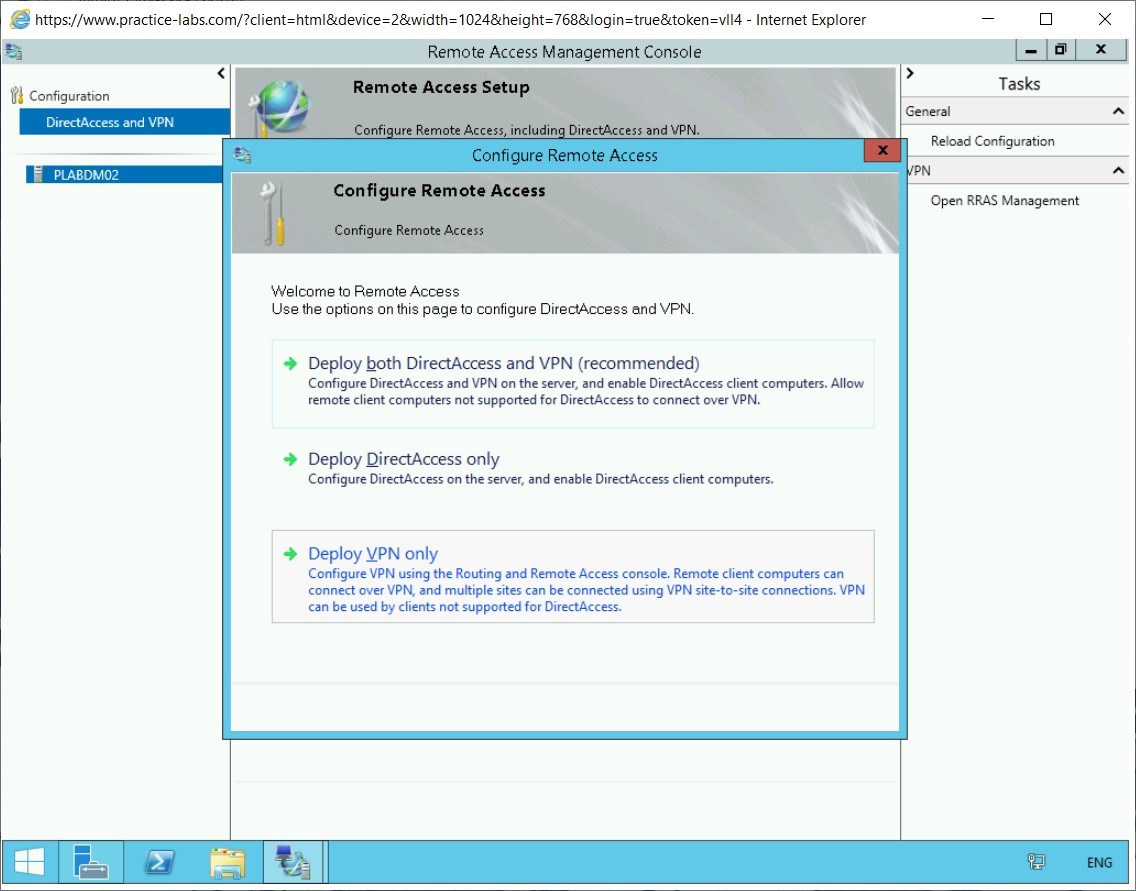 https://www.practice-labs.com/?client=html&device=2&width=1024&height=768&login=true&token=vll4 - Internet Explorer
Remote Access Management Console
Configuration
DirectAccess and VPN
PLABDM02
Remote Access Setup
Configure Remote Access, including DirectAccess and VPN.
Tasks
General
Reload Configuration
VPN
Open RRAS Management
Configure Remote Access
Configure Remote Access
Configure Remote Access
Welcome to Remote Access
Use the options on this page to configure DirectAccess and VPN.
Deploy both DirectAccess and VPN (recommended)
Configure DirectAccess and VPN on the server, and enable DirectAccess client computers. Allow
remote client computers not supported for DirectAccess to connect over VPN.
Deploy DirectAccess only
Configure DirectAccess on the server, and enable DirectAccess client computers.
Deploy VPN only
Configure VPN using the Routing and Remote Access console. Remote client computers can
connect over VPN, and multiple sites can be connected using VPN site-to-site connections. VPN
can be used by clients not supported for DirectAccess.
ENG